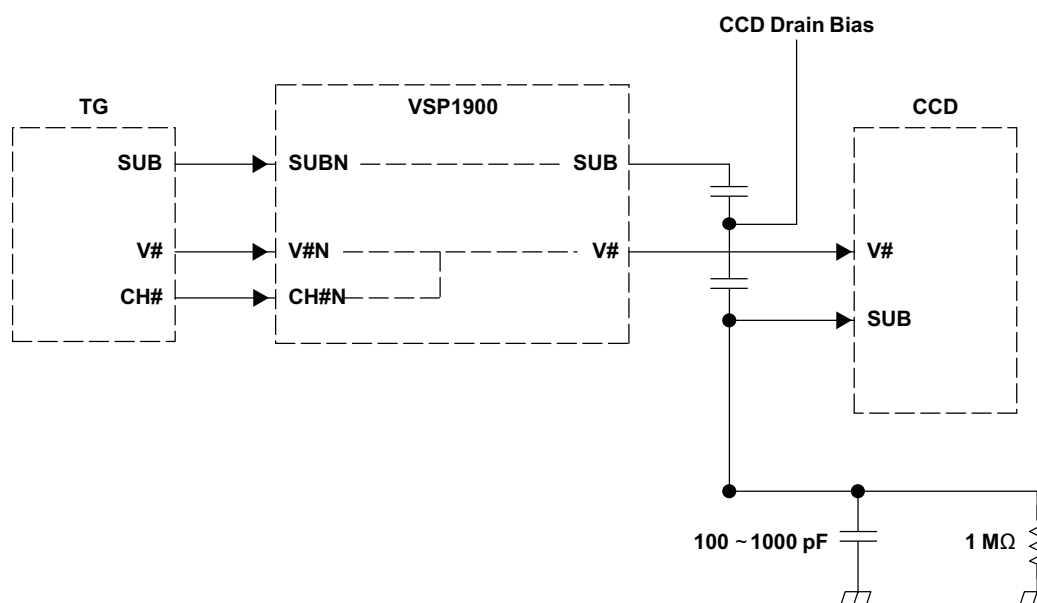 CCD Drain Bias
TG
VSP1900
CCD
SUB
SUBN
SUB
V#
V#N
V#
V#
CH#
CH#N
SUB
100 ~ 1000 pF
1 MΩ